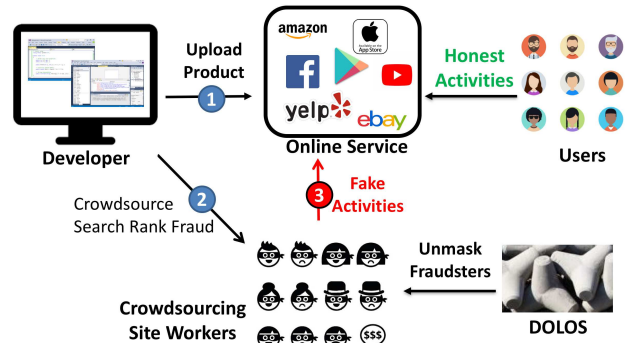 amazon
Available on the
App Store
Upload
Product
Honest
Activities
1
yelp
ebay
Developer
Online Service
Users
2
3
Fake
Activities
Crowdsource
Search Rank Fraud
Unmask
Fraudsters
Crowdsourcing
Site Workers
$$$
DOLOS